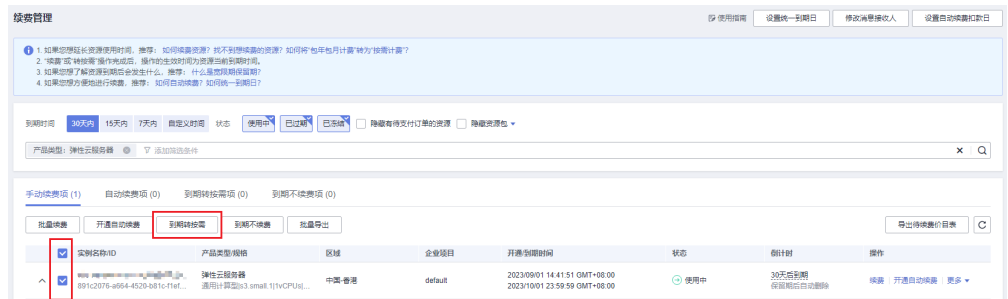 续费管理
使用指南
设置统一到期日
修改消息接收人
设置自动续费扣款日
1. 如果您想延长资源使用时间，推荐： 如何续费资源？找不到想续费的资源？如何将“包年包月计费”转为“按需计费”？
2. “续费”或“转按需”操作完成后，操作的生效时间为资源当前到期时间。
3. 如果您想了解资源到期后会发生什么，推荐： 什么是宽限期保留期？
4. 如果您想方便地进行续费，推荐： 如何自动续费？如何统一到期日？
到期时间 30天内 15天内 7天内 自定义时间 状态 使用中 已过期 已冻结 隐藏有待支付订单的资源 隐藏资源包
产品类型：弹性云服务器 添加筛选条件
手动续费项 (1) 自动续费项 (0) 到期转按需项 (0) 到期不续费项 (0)
批量续费 开通自动续费 到期转按需 到期不续费 批量导出 导出待续费价目表
实例名称/ID 产品类型/规格 区域 企业项目 开通/到期时间 状态 倒计时 操作
弹性云服务器 中国-香港 default 2023/09/01 14:41:51 GMT+08:00 使用中 30天后到期 续费 开通自动续费 更多
891c2076-a664-4520-b81c-f1ef... 通用计算型|s3.small.1|1vCPUs|... 2023/10/01 23:59:59 GMT+08:00 保留期后自动删除